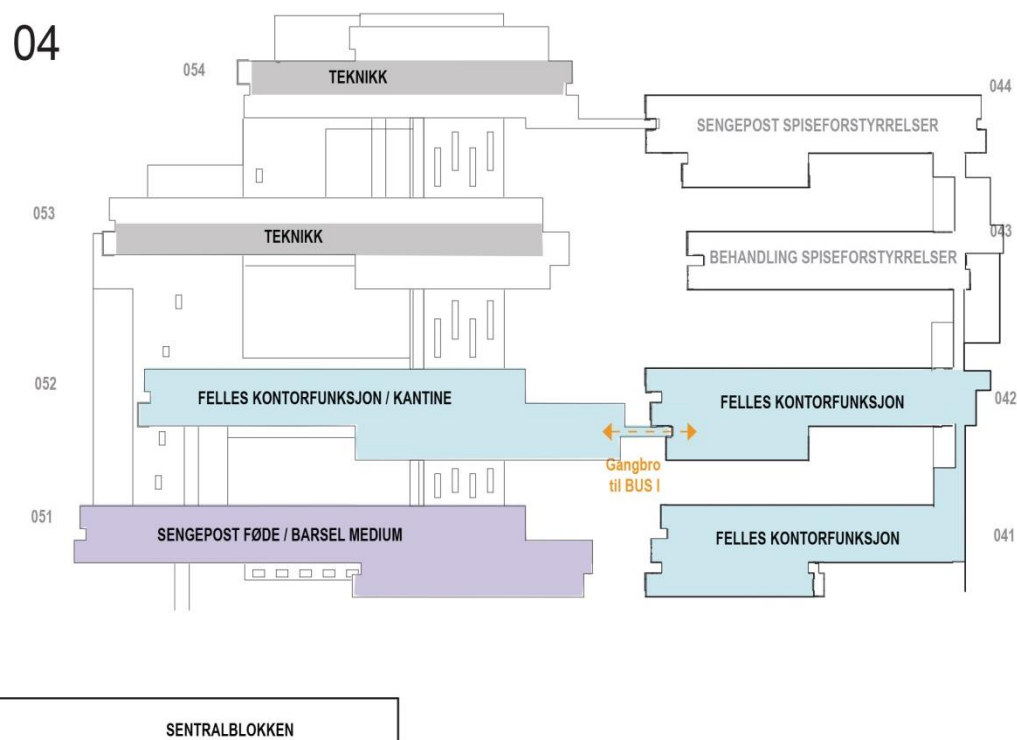 04
054
TEKNIKK
044
SENGEPOST SPISEFORSTYRRELSER
053
TEKNIKK
043
BEHANDLING SPISEFORSTYRRELSER
052
FELLES KONTORFUNKSJON / KANTINE
FELLES KONTORFUNKSJON
042
Gangbro
til BUS I
051
SENGEPOST FØDE / BARSEL MEDIUM
FELLES KONTORFUNKSJON
041
SENTRALBLOKKEN